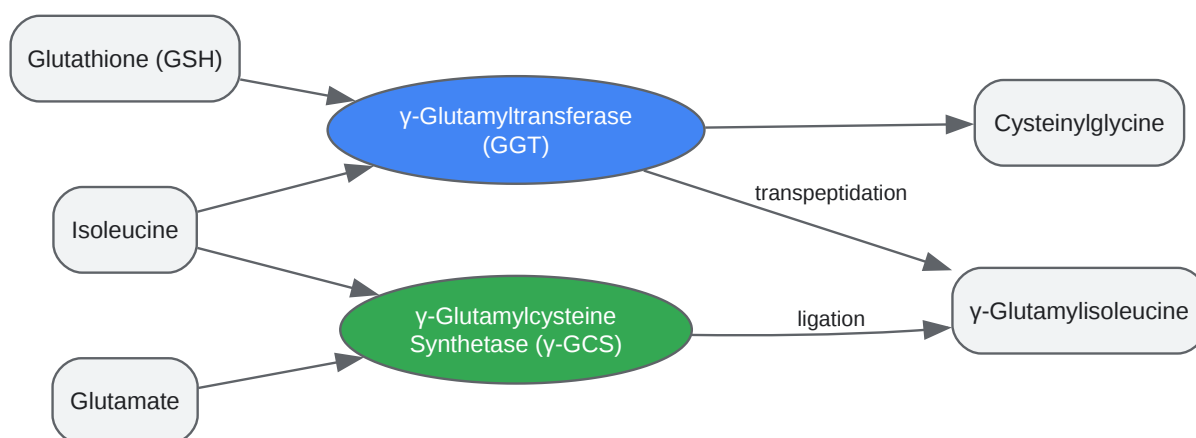 Glutathione (GSH)
γ-Glutamyltransferase
(GGT)
Cysteinylglycine
transpeptidation
Isoleucine
γ-Glutamylcysteine
Synthetase (γ-GCS)
ligation
γ-Glutamylisoleucine
Glutamate